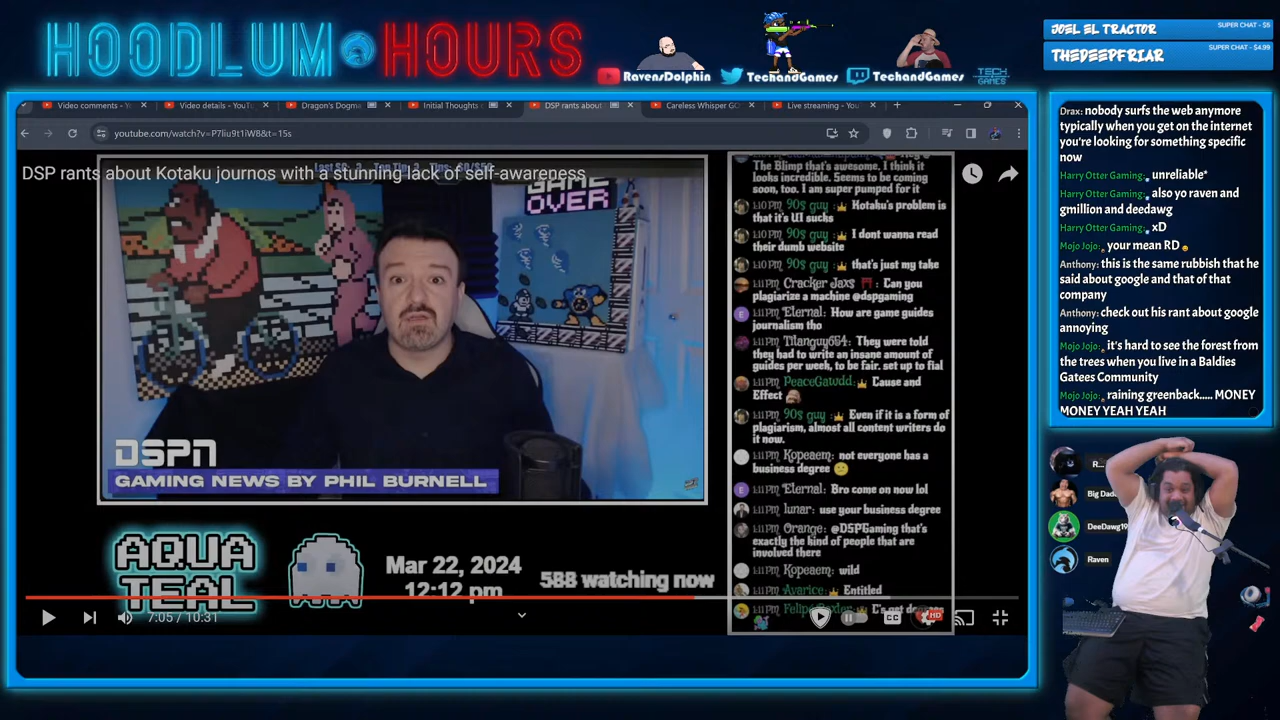 HOODLUM HOURS
RavensDolphin
TechandGames
TechandGames
TECH
GAMES
JOEL EL TRACTOR
SUPER CHAT - $5
THEDEEPFRIAR
SUPER CHAT - $4.99
Video comments - Y
Video details - YouTu
Dragon's Dogma
Initial Thoughts o
DSP rants about
Careless Whisper GO
Live streaming - You
youtube.com/watch?v=P7liu9t1iW8&t=15s
DSP rants about Kotaku journos with a stunning lack of self-awareness
GAME
OVER
DSPN
GAMING NEWS BY PHIL BURNELL
AQUA
TEAL
Mar 22, 2024
12:12 pm
588 watching now
7:05 / 10:31
CC
HD
The Blimp that's awesome. I think it
looks incredible. Seems to be coming
soon, too. I am super pumped for it
1:10 PM 90s guy : Kotaku's problem is
that it's UI sucks
1:10 PM 90s guy : I dont wanna read
their dumb website
1:10 PM 90s guy : that's just my take
1:11 PM Cracker Jaxs : Can you
plagiarize a machine @dspgaming
1:11 PM Eternal: How are game guides
journalism tho
1:11 PM Titanguy654: They were told
they had to write an insane amount of
guides per week, to be fair. set up to fial
1:11 PM PeaceGawdd: Cause and
Effect
1:11 PM 90s guy : Even if it is a form of
plagiarism, almost all content writers do
it now.
1:11 PM Kopeaem: not everyone has a
business degree
1:11 PM Eternal: Bro come on now lol
1:11 PM lunar: use your business degree
1:11 PM Orange: @DSPGaming that's
exactly the kind of people that are
involved there
1:11 PM Kopeaem: wild
1:11 PM Avarice: Entitled
Drax: nobody surfs the web anymore
typically when you get on the internet
you're looking for something specific
now
Harry Otter Gaming: unreliable*
Harry Otter Gaming: also yo raven and
gmillion and deedawg
Harry Otter Gaming: xD
Mojo Jojo: your mean RD
Anthony: this is the same rubbish that he
said about google and that of that
company
Anthony: check out his rant about google
annoying
Mojo Jojo: it's hard to see the forest from
the trees when you live in a Baldies
Gatees Community
Mojo Jojo: raining greenback..... MONEY
MONEY YEAH YEAH
R...
Big Dad
DeeDawg19
Raven